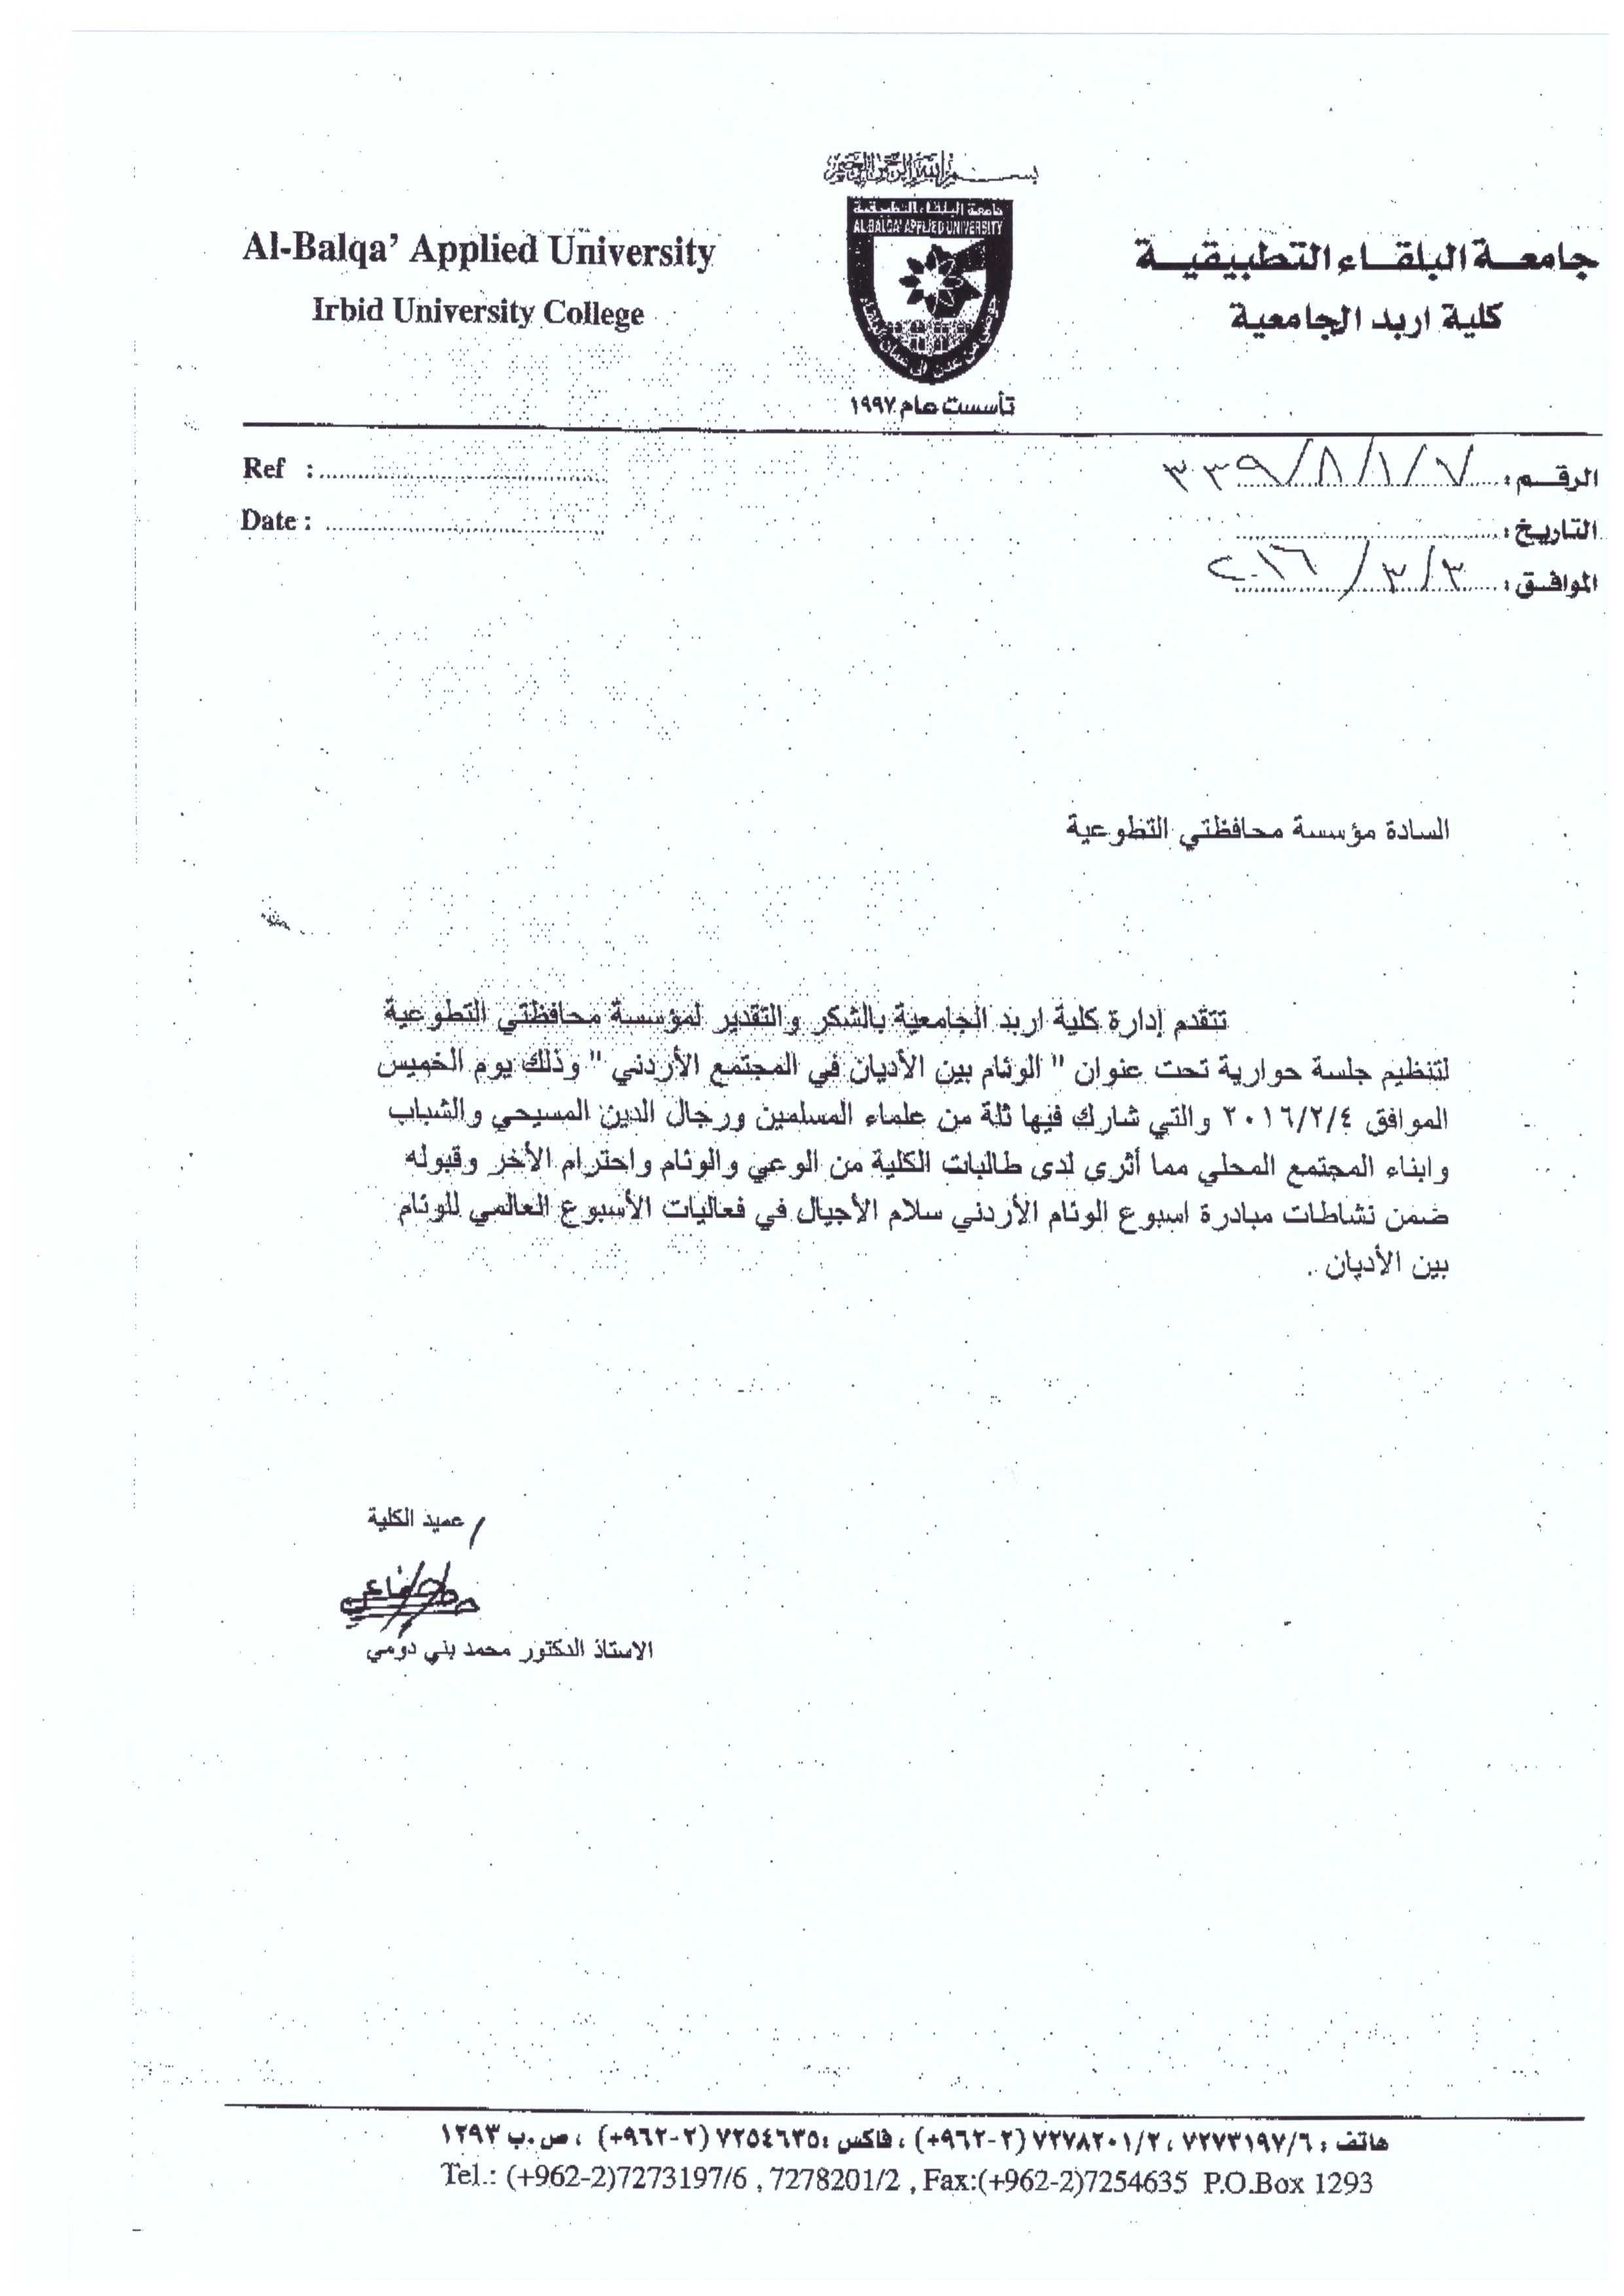 بسم الله الرحمن الرحيم
Al-Balqa' Applied University
Irbid University College
جامعة البلقاء التطبيقية
AL-BALQA' APPLIED UNIVERSITY
جامعة البلقاء التطبيقية
كلية اربد الجامعية
تأسست عام ١٩٩٧
Ref :
Date :
الرقم : ٣٣٩/٨/١/٧
التاريخ :
الموافق : ٢٠١٦/٣/٣
السادة مؤسسة محافظتي التطوعية
تتقدم إدارة كلية اربد الجامعية بالشكر والتقدير لمؤسسة محافظتي التطوعية
لتنظيم جلسة حوارية تحت عنوان " الوئام بين الأديان في المجتمع الأردني " وذلك يوم الخميس
الموافق ٢٠١٦/٢/٤ والتي شارك فيها ثلة من علماء المسلمين ورجال الدين المسيحي والشباب
وابناء المجتمع المحلي مما أثرى لدى طالبات الكلية من الوعي والوئام واحترام الأخر وقبوله
ضمن نشاطات مبادرة اسبوع الوئام الأردني سلام الأجيال في فعاليات الأسبوع العالمي للوئام
بين الأديان .
/ عميد الكلية
الاستاذ الدكتور محمد بني دومي
هاتف : ٧٢٧٣١٩٧/٦ ، ٧٢٧٨٢٠١/٢ (٢-٩٦٢+) ، فاكس : ٧٢٥٤٦٣٥ (٢-٩٦٢+) ، ص.ب ١٢٩٣
Tel.: (+962-2)7273197/6 , 7278201/2 , Fax:(+962-2)7254635 P.O.Box 1293